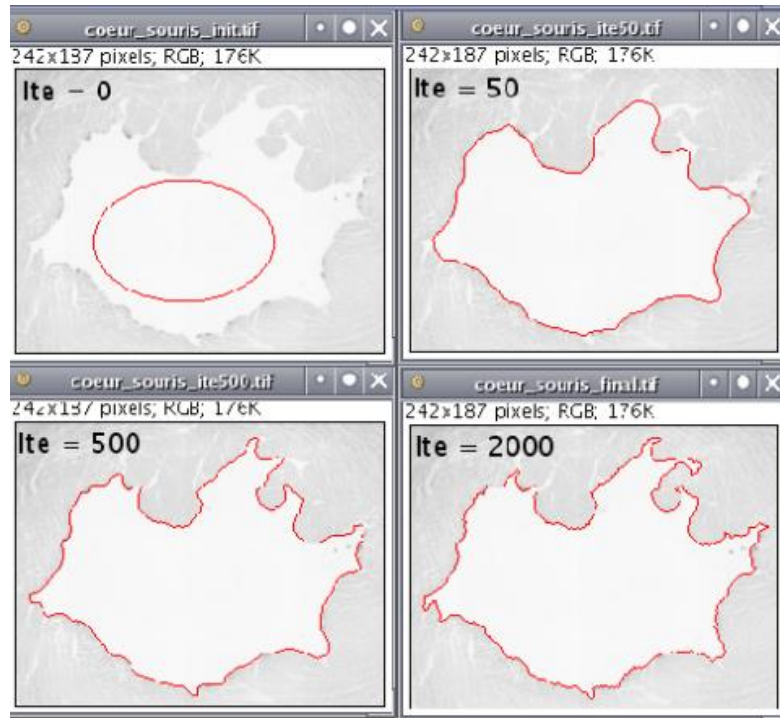 coeur_souris_init.tif
242x187 pixels; RGB; 176K
Ite = 0
coeur_souris_ite50.tif
242x187 pixels; RGB; 176K
Ite = 50
coeur_souris_ite500.tif
242x187 pixels; RGB; 176K
Ite = 500
coeur_souris_final.tif
242x187 pixels; RGB; 176K
Ite = 2000